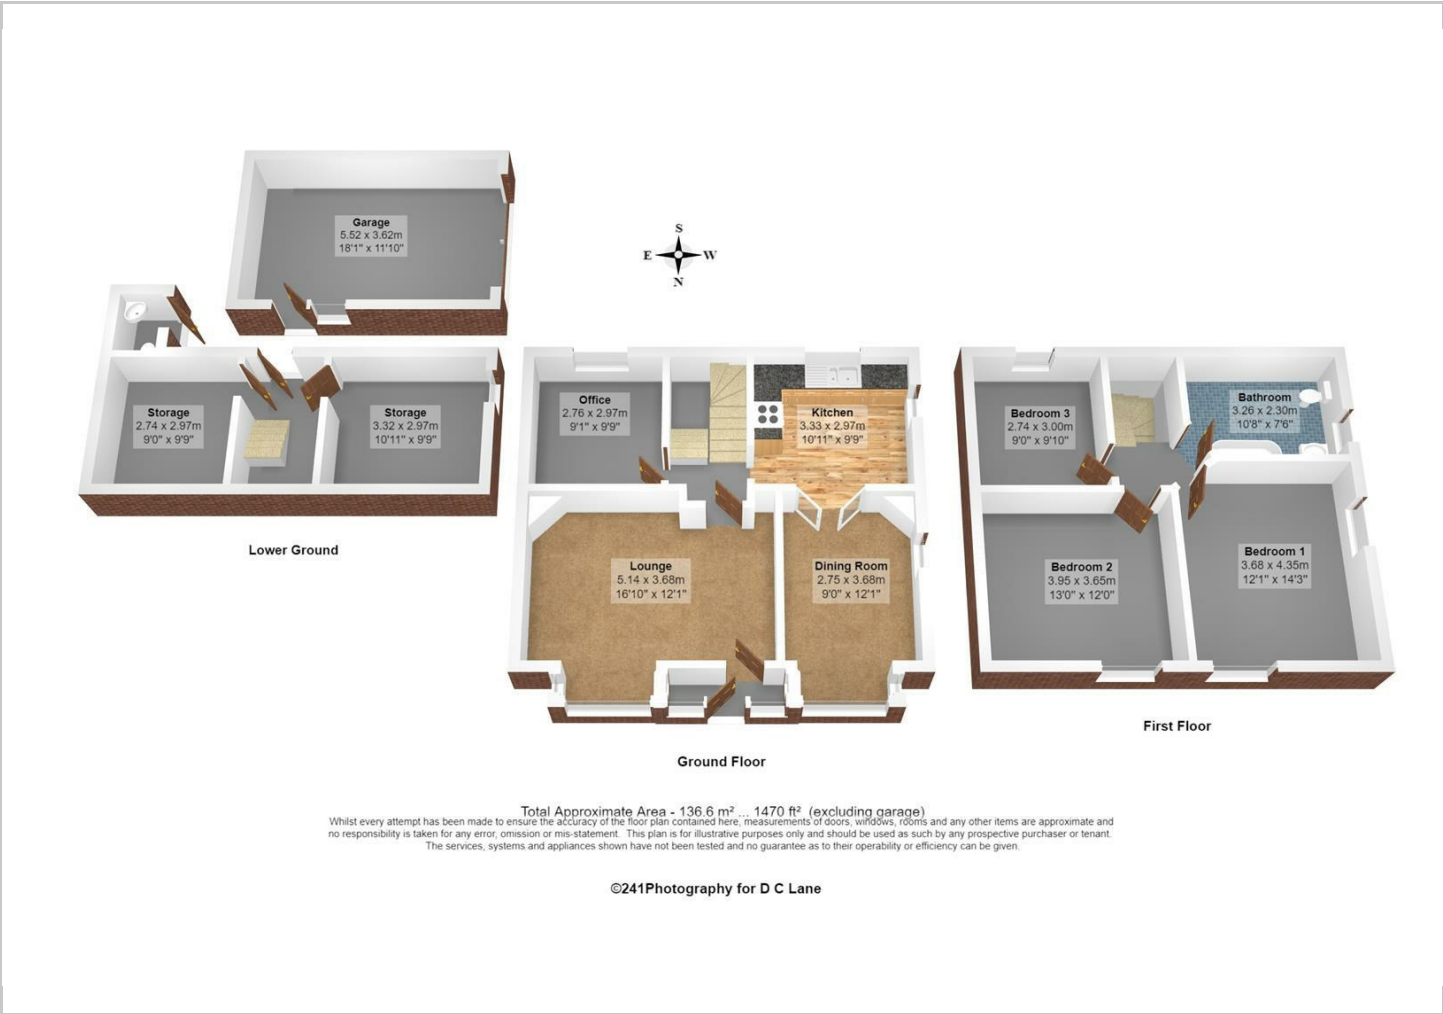 Garage
5.52 x 3.62m
18'1" x 11'10"
S
E
W
N
Storage
2.74 x 2.97m
9'0" x 9'9"
Storage
3.32 x 2.97m
10'11" x 9'9"
Lower Ground
Office
2.76 x 2.97m
9'1" x 9'9"
Kitchen
3.33 x 2.97m
10'11" x 9'9"
Lounge
5.14 x 3.68m
16'10" x 12'1"
Dining Room
2.75 x 3.68m
9'0" x 12'1"
Ground Floor
Bedroom 3
2.74 x 3.00m
9'0" x 9'10"
Bathroom
3.26 x 2.30m
10'8" x 7'6"
Bedroom 2
3.95 x 3.65m
13'0" x 12'0"
Bedroom 1
3.68 x 4.35m
12'1" x 14'3"
First Floor
Total Approximate Area - 136.6 m² ... 1470 ft² (excluding garage)
Whilst every attempt has been made to ensure the accuracy of the floor plan contained here, measurements of doors, windows, rooms and any other items are approximate and
no responsibility is taken for any error, omission or mis-statement. This plan is for illustrative purposes only and should be used as such by any prospective purchaser or tenant.
The services, systems and appliances shown have not been tested and no guarantee as to their operability or efficiency can be given.
©241Photography for D C Lane